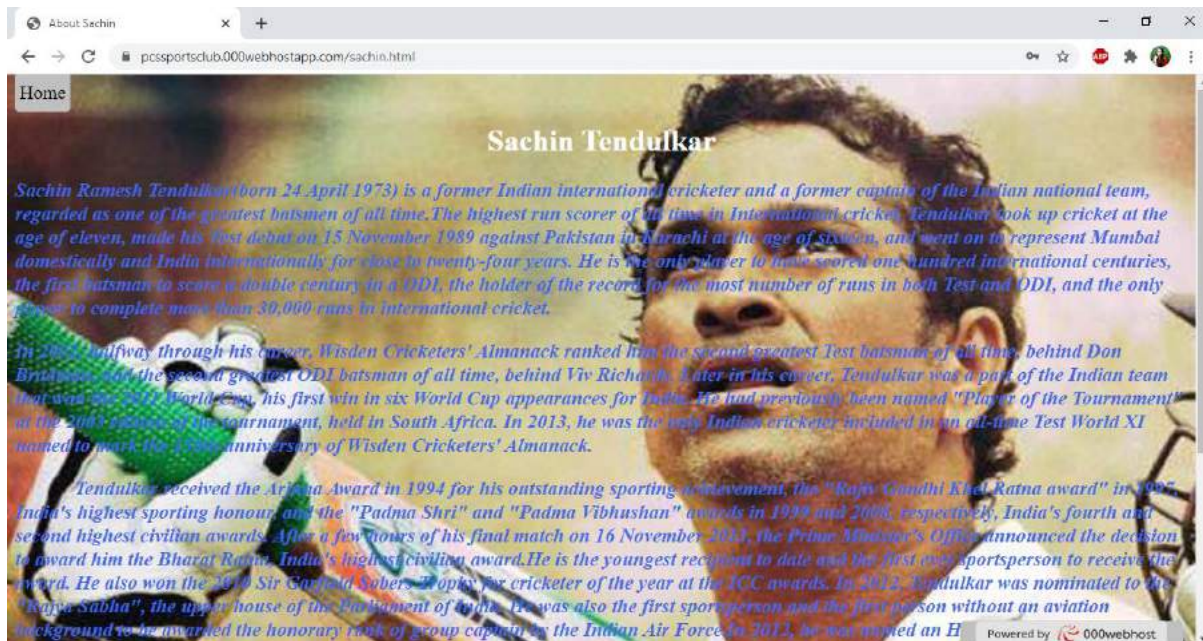 About Sachin
pcssportsclub.000webhostapp.com/sachin.html
ABP
Home
Sachin Tendulkar
Sachin Ramesh Tendulkar(born 24 April 1973) is a former Indian international cricketer and a former captain of the Indian national team,
regarded as one of the greatest batsmen of all time.The highest run scorer of all time in International cricket, Tendulkar took up cricket at the
age of eleven, made his Test debut on 15 November 1989 against Pakistan in Karachi at the age of sixteen, and went on to represent Mumbai
domestically and India internationally for close to twenty-four years. He is the only player to have scored one hundred international centuries,
the first batsman to score a double century in a ODI, the holder of the record for the most number of runs in both Test and ODI, and the only
player to complete more than 30,000 runs in international cricket.
In halfway through his career, Wisden Cricketers' Almanack ranked him the second greatest Test batsman of all time, behind Don
and the second greatest ODI batsman of all time, behind Viv Richards. Later in his career, Tendulkar was a part of the Indian team
that won the 2011 World Cup, his first win in six World Cup appearances for India. He had previously been named "Player of the Tournament"
at the 2003 edition of the tournament, held in South Africa. In 2013, he was the only Indian cricketer included in an all-time Test World XI
named to mark the 150th anniversary of Wisden Cricketers' Almanack.
Tendulkar received the Arjuna Award in 1994 for his outstanding sporting achievement, the "Rajiv Gandhi Khel Ratna award" in 1997,
India's highest sporting honour, and the "Padma Shri" and "Padma Vibhushan" awards in 1999 and 2008, respectively, India's fourth and
second highest civilian awards. After a few hours of his final match on 16 November 2013, the Prime Minister's Office announced the decision
to award him the Bharat Ratna, India's highest civilian award.He is the youngest recipient to date and the first ever sportsperson to receive the
award. He also won the 2010 Sir Garfield Sobers Trophy for cricketer of the year at the ICC awards. In 2012, Tendulkar was nominated to the
"Rajya Sabha", the upper house of the Parliament of India. He was also the first sportsperson and the first person without an aviation
background to be awarded the honorary rank of group captain by the Indian Air Force.In 2012, he was named an H
Powered by 000webhost